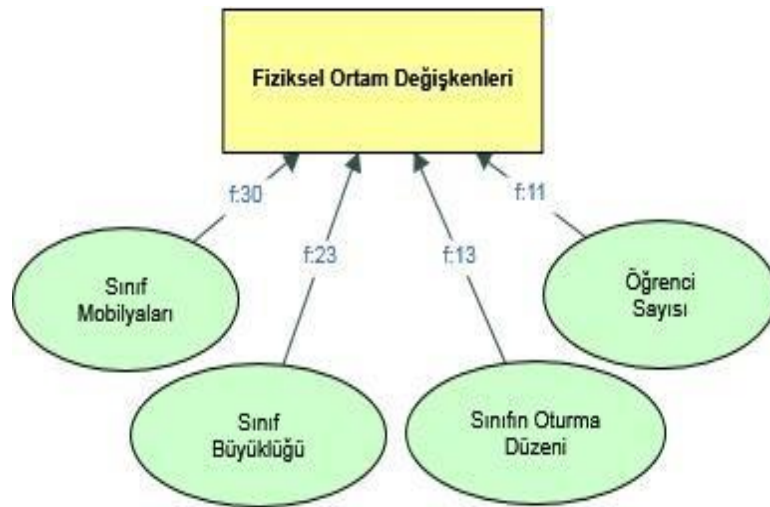 Fiziksel Ortam Değişkenleri
f:30
f:11
f:23
f:13
Sınıf
Mobilyaları
Öğrenci
Sayısı
Sınıf
Büyüklüğü
Sınıfın Oturma
Düzeni